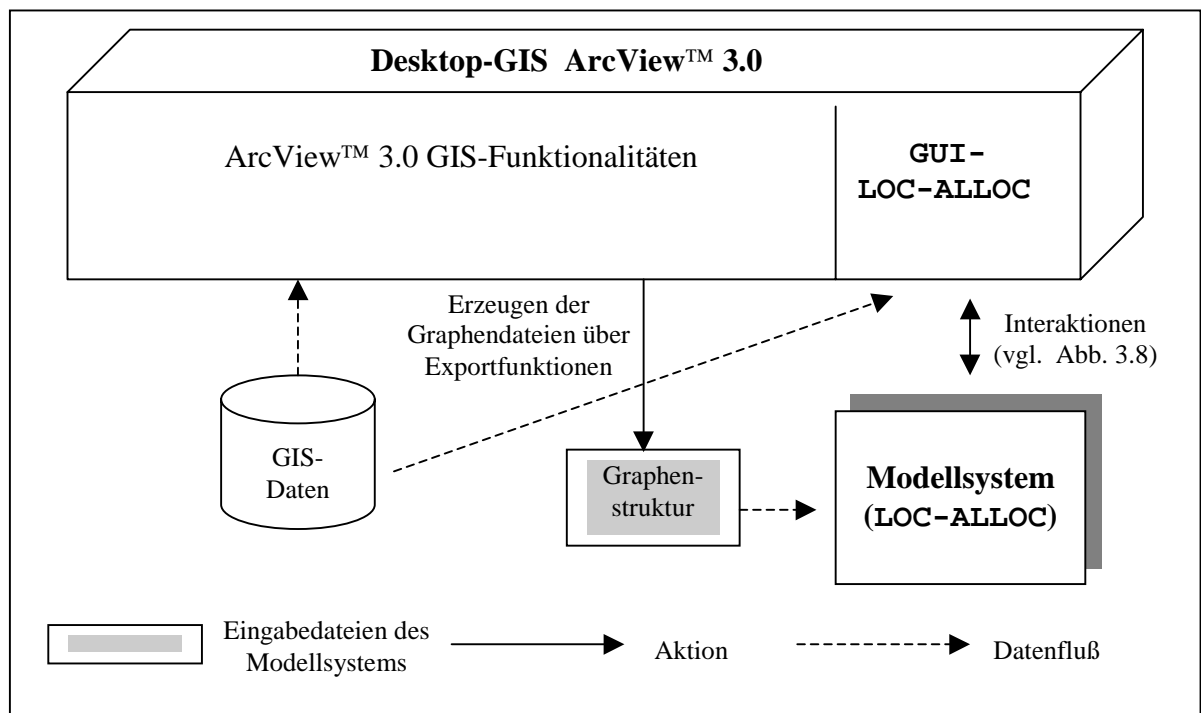 Desktop-GIS ArcView™ 3.0
ArcView™ 3.0 GIS-Funktionalitäten
GUI-
LOC-ALLOC
Erzeugen der
Graphendateien über
Exportfunktionen
Interaktionen
(vgl. Abb. 3.8)
GIS-
Daten
Graphen-
struktur
Modellsystem
(LOC-ALLOC)
Eingabedateien des
Modellsystems
Aktion
Datenfluß